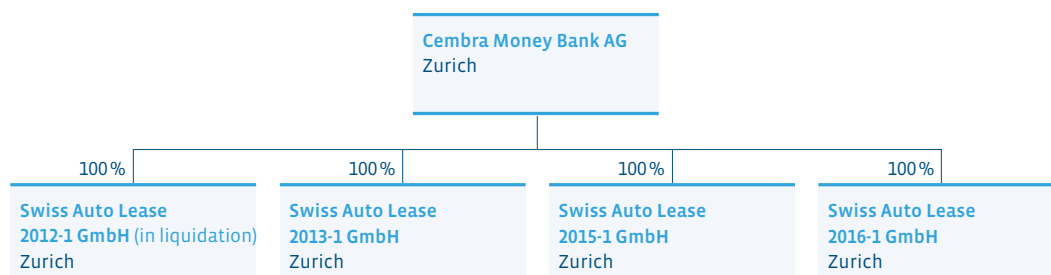 Cembra Money Bank AG
Zurich
100 %
100 %
100 %
100 %
Swiss Auto Lease
2012-1 GmbH (in liquidation)
Zurich
Swiss Auto Lease
2013-1 GmbH
Zurich
Swiss Auto Lease
2015-1 GmbH
Zurich
Swiss Auto Lease
2016-1 GmbH
Zurich